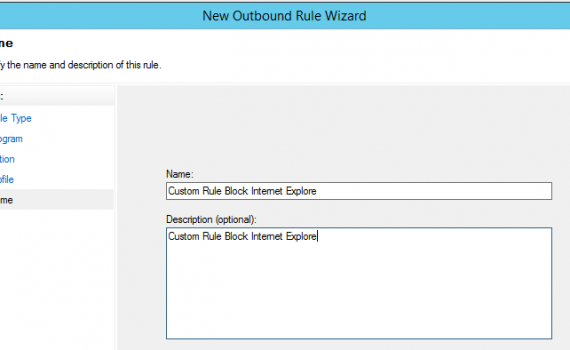 New Outbound Rule Wizard
me
y the name and description of this rule.
:
le Type
ogram
tion
ofile
me
Name:
Custom Rule Block Internet Explore
Description (optional):
Custom Rule Block Internet Explore